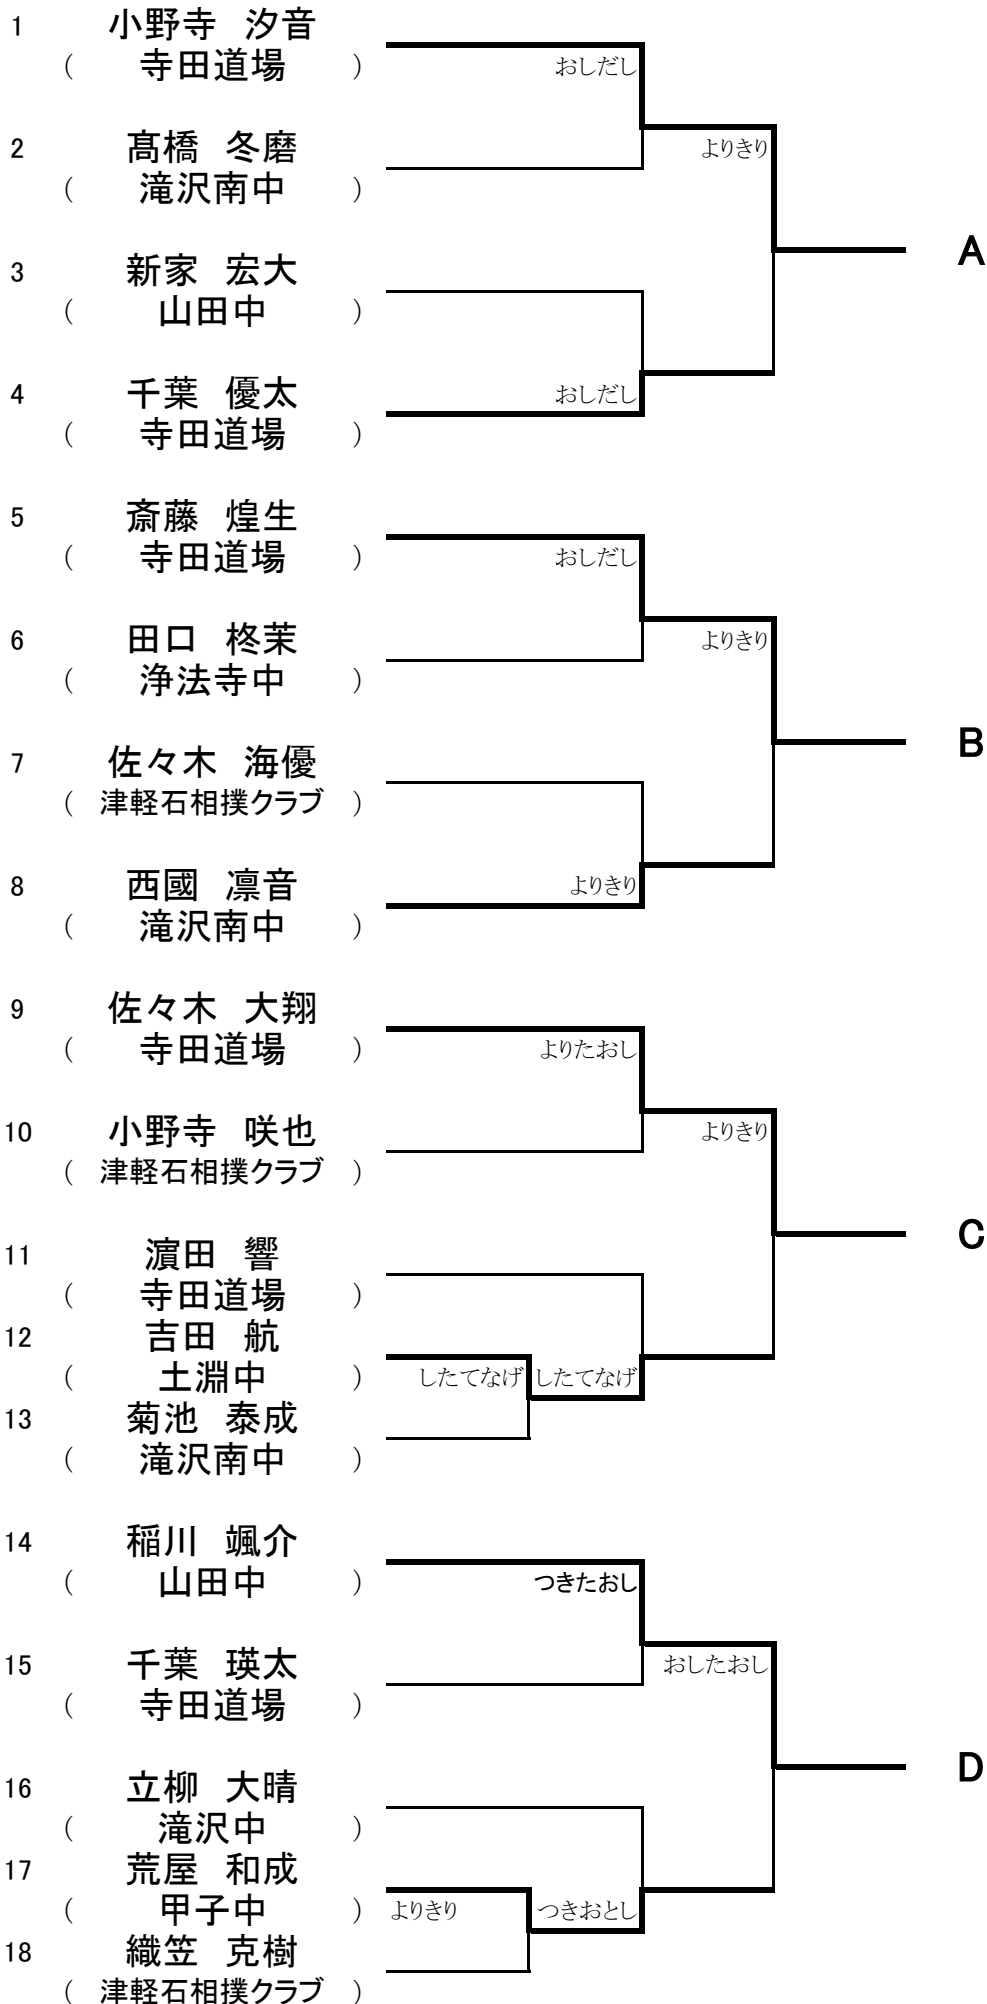 1 小野寺 汐音
( 寺田道場 )
おしだし
2 髙橋 冬磨
よりきり
( 滝沢南中 )
A
3 新家 宏大
( 山田中 )
4 千葉 優太
おしだし
( 寺田道場 )
5 斎藤 煌生
( 寺田道場 )
おしだし
6 田口 柊茉
よりきり
( 浄法寺中 )
B
7 佐々木 海優
( 津軽石相撲クラブ )
8 西國 凛音
よりきり
( 滝沢南中 )
9 佐々木 大翔
( 寺田道場 )
よりたおし
10 小野寺 咲也
よりきり
( 津軽石相撲クラブ )
C
11 濵田 響
( 寺田道場 )
12 吉田 航
( 土淵中 )
したてなげ したてなげ
13 菊池 泰成
( 滝沢南中 )
14 稲川 颯介
( 山田中 )
つきたおし
15 千葉 瑛太
おしたおし
( 寺田道場 )
D
16 立柳 大晴
( 滝沢中 )
17 荒屋 和成
( 甲子中 )
よりきり つきおとし
18 織笠 克樹
( 津軽石相撲クラブ )